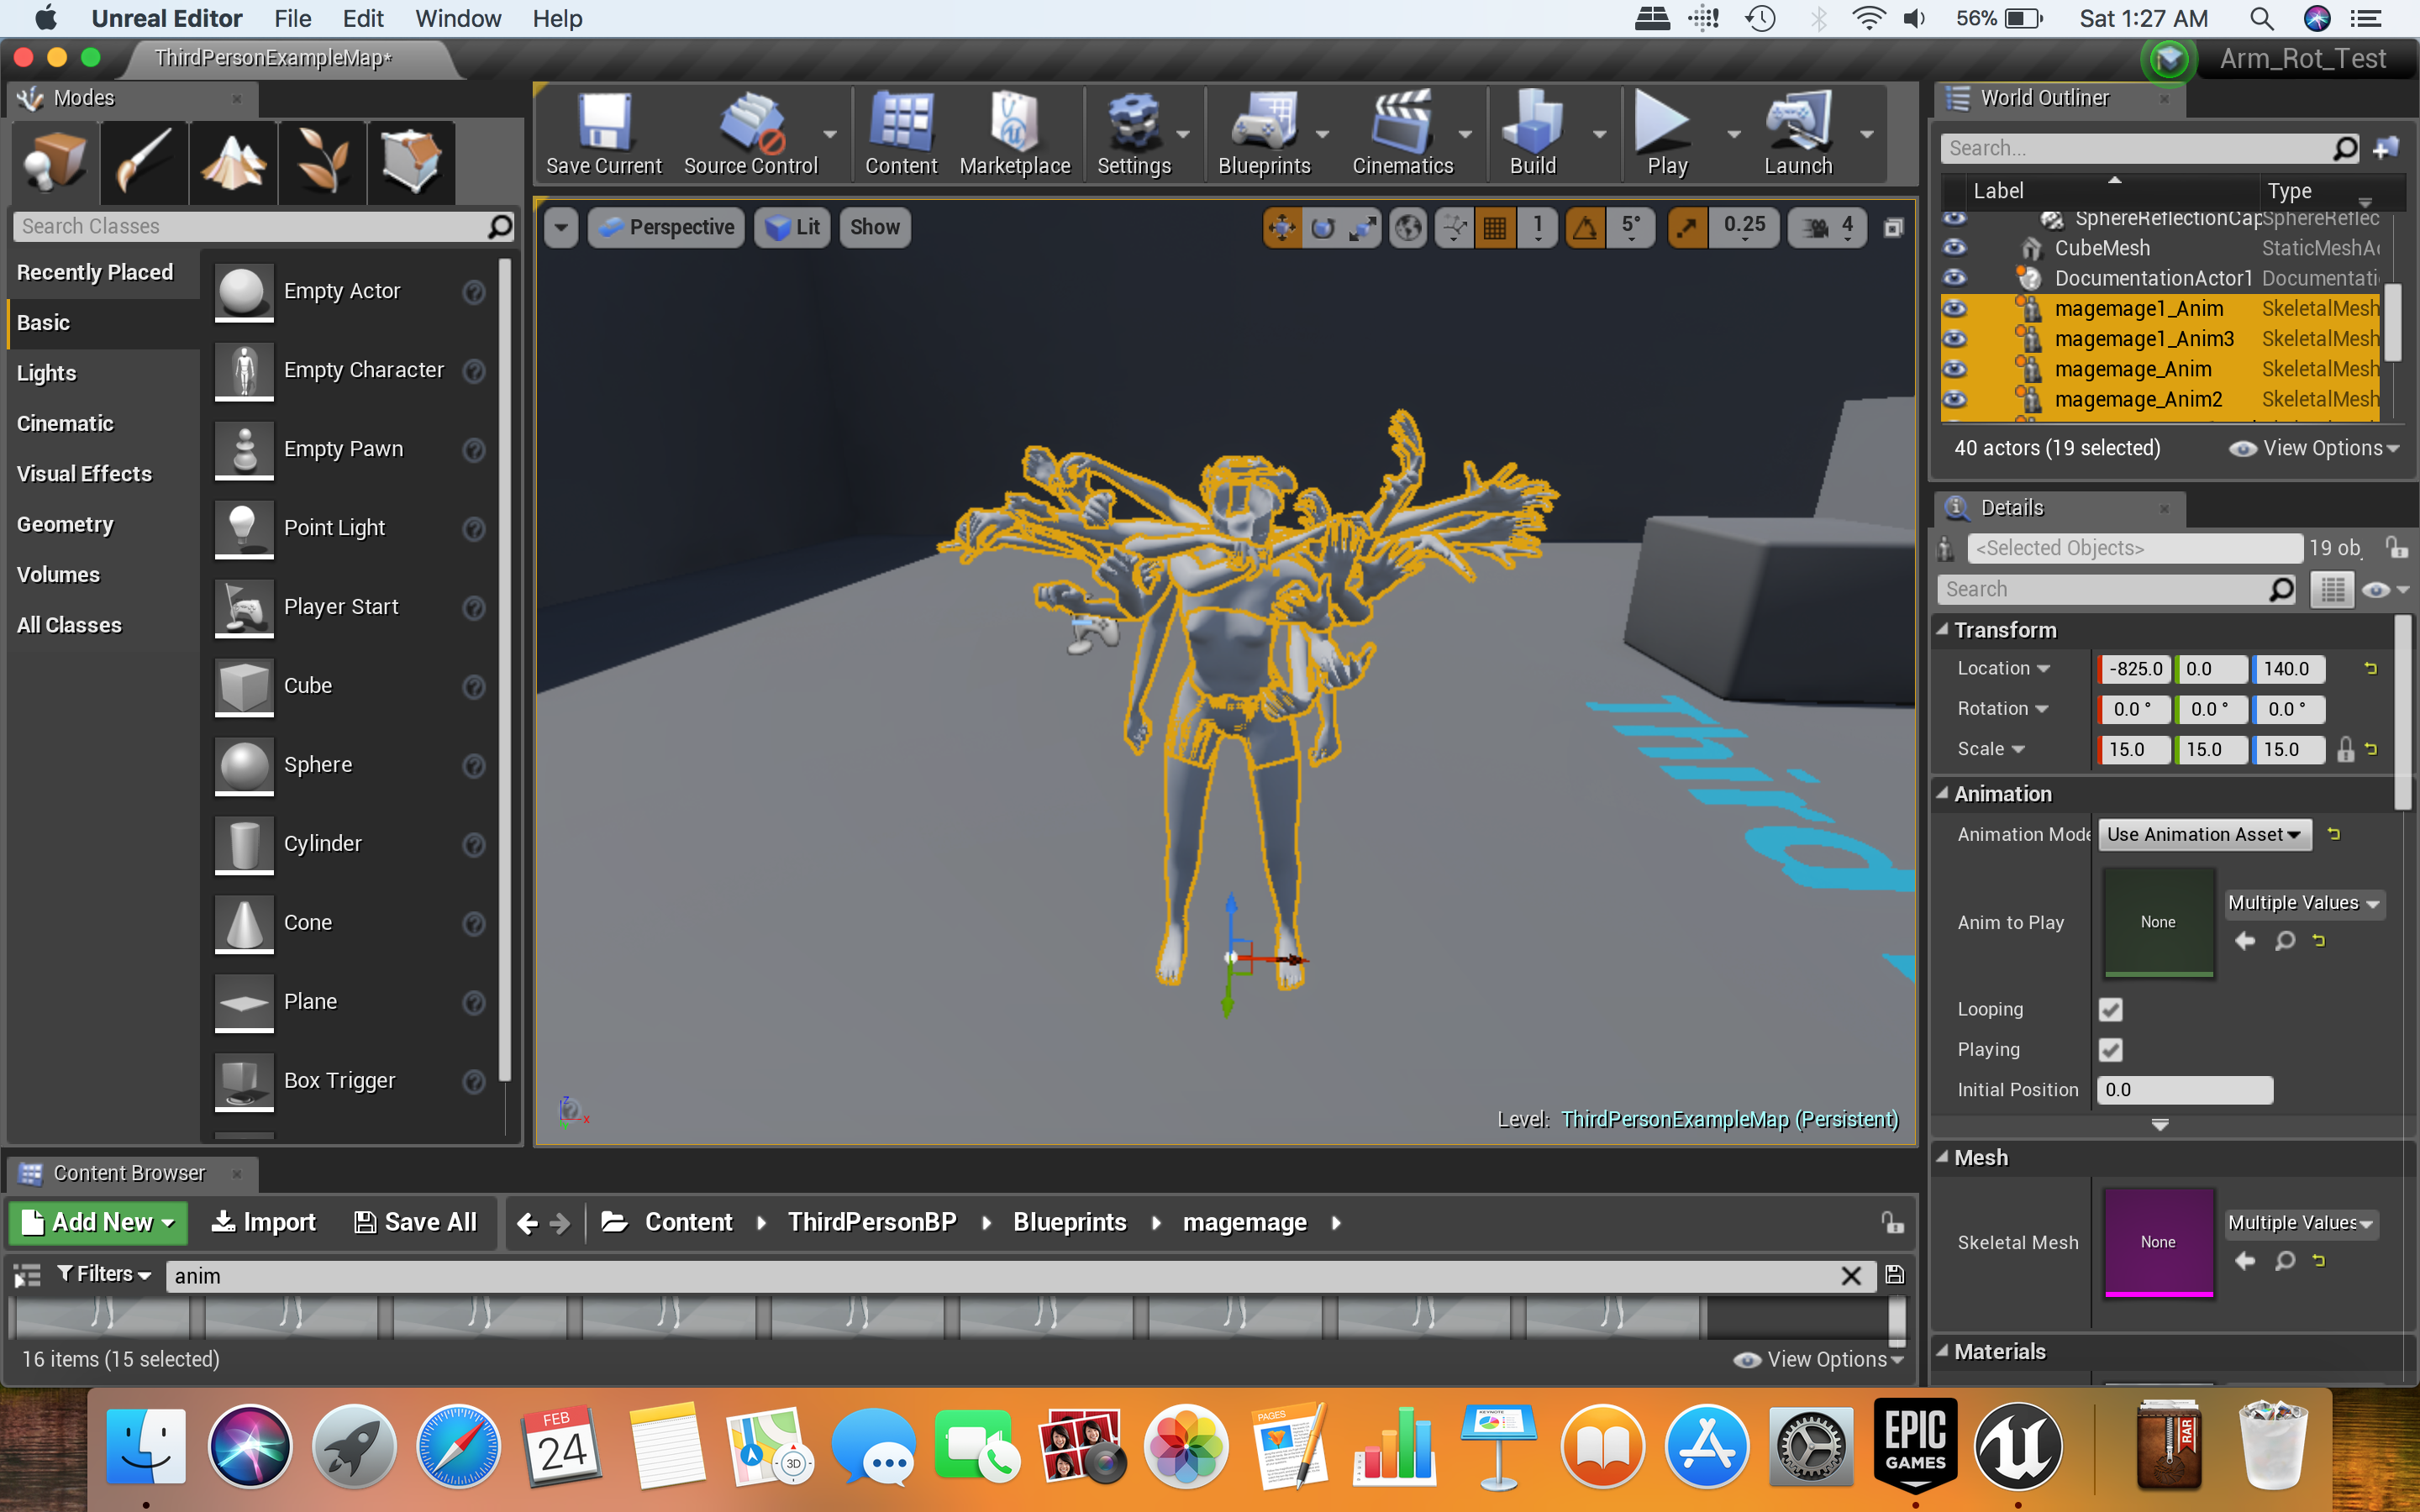 Unreal Editor File Edit Window Help 56% Sat 1:27 AM
ThirdPersonExampleMap* Arm_Rot_Test
Modes
Search Classes
Recently Placed
Basic
Lights
Cinematic
Visual Effects
Geometry
Volumes
All Classes
Empty Actor
Empty Character
Empty Pawn
Point Light
Player Start
Cube
Sphere
Cylinder
Cone
Plane
Box Trigger
Save Current Source Control Content Marketplace Settings Blueprints Cinematics Build Play Launch
Perspective Lit Show 1 5° 0.25 4
Third
Level: ThirdPersonExampleMap (Persistent)
World Outliner
Search...
Label Type
SphereReflectionCap SphereReflec
CubeMesh StaticMeshAc
DocumentationActor1 Documentati
magemage1_Anim SkeletalMesh
magemage1_Anim3 SkeletalMesh
magemage_Anim SkeletalMesh
magemage_Anim2 SkeletalMesh
40 actors (19 selected) View Options
Details
<Selected Objects> 19 ob
Search
Transform
Location -825.0 0.0 140.0
Rotation 0.0 ° 0.0 ° 0.0 °
Scale 15.0 15.0 15.0
Animation
Animation Mode Use Animation Asset
Anim to Play None Multiple Values
Looping
Playing
Initial Position 0.0
Mesh
Skeletal Mesh None Multiple Values
Materials
Content Browser
Add New Import Save All Content ThirdPersonBP Blueprints magemage
Filters anim
16 items (15 selected) View Options
FEB
24
3D
PAGES
KEYNOTE
EPIC
GAMES
RAR